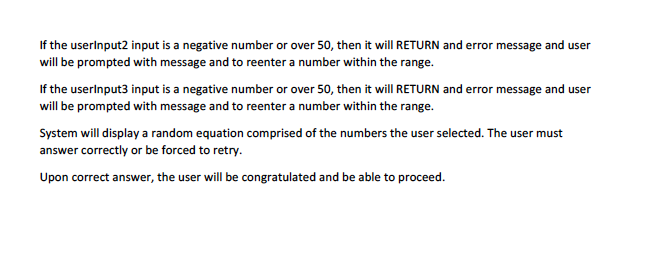 If the userInput2 input is a negative number or over 50, then it will RETURN and error message and user
will be prompted with message and to reenter a number within the range.
If the userInput3 input is a negative number or over 50, then it will RETURN and error message and user
will be prompted with message and to reenter a number within the range.
System will display a random equation comprised of the numbers the user selected. The user must
answer correctly or be forced to retry.
Upon correct answer, the user will be congratulated and be able to proceed.